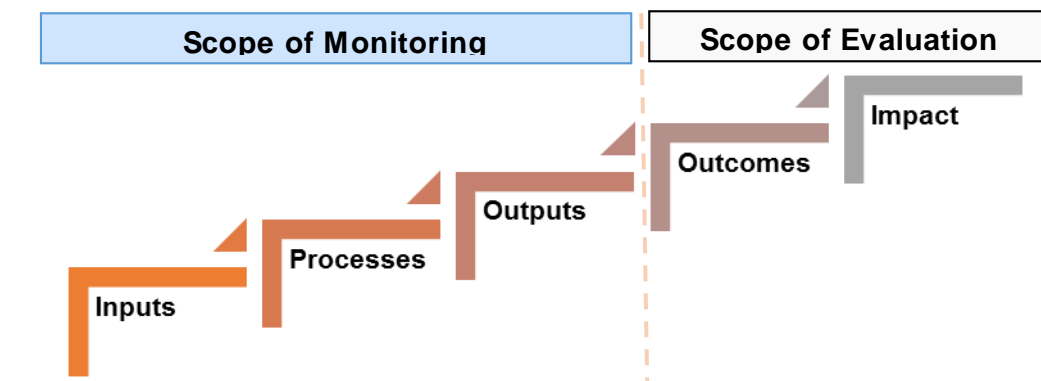 Scope of Monitoring
Scope of Evaluation
Impact
Outcomes
Outputs
Processes
Inputs